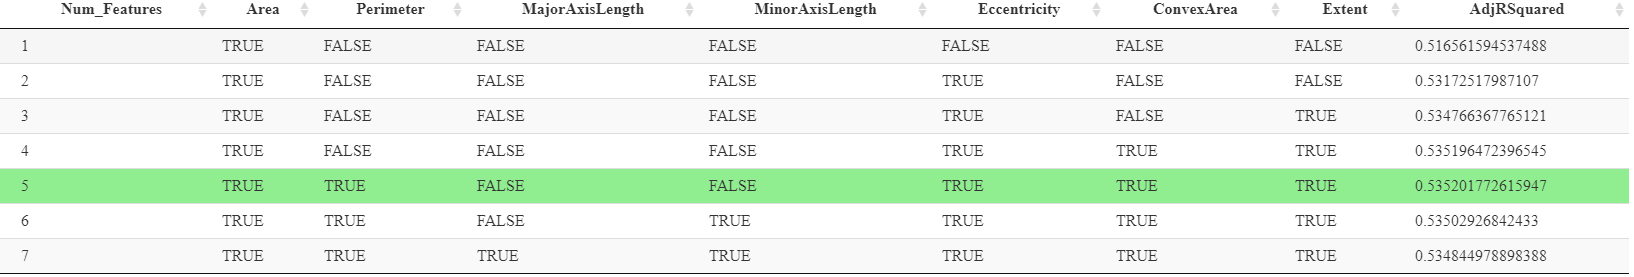 Num_Features Area Perimeter MajorAxisLength MinorAxisLength Eccentricity ConvexArea Extent AdjRSquared
1 TRUE FALSE FALSE FALSE FALSE FALSE FALSE 0.516561594537488
2 TRUE FALSE FALSE FALSE TRUE FALSE FALSE 0.53172517987107
3 TRUE FALSE FALSE FALSE TRUE FALSE TRUE 0.534766367765121
4 TRUE FALSE FALSE FALSE TRUE TRUE TRUE 0.535196472396545
5 TRUE TRUE FALSE FALSE TRUE TRUE TRUE 0.535201772615947
6 TRUE TRUE FALSE TRUE TRUE TRUE TRUE 0.53502926842433
7 TRUE TRUE TRUE TRUE TRUE TRUE TRUE 0.534844978898388